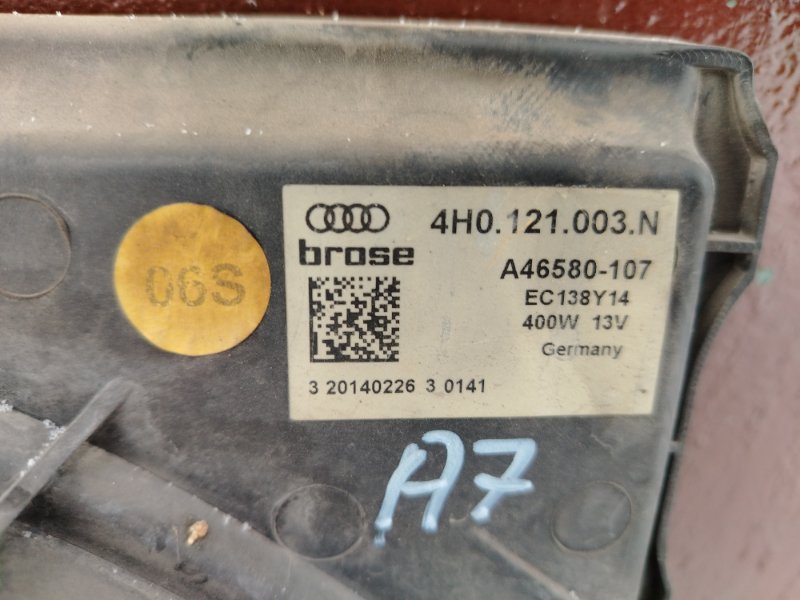 4H0.121.003.N
brose
A46580-107
EC138Y14
400W 13V
Germany
3 20140226 3 0141
06S
A7